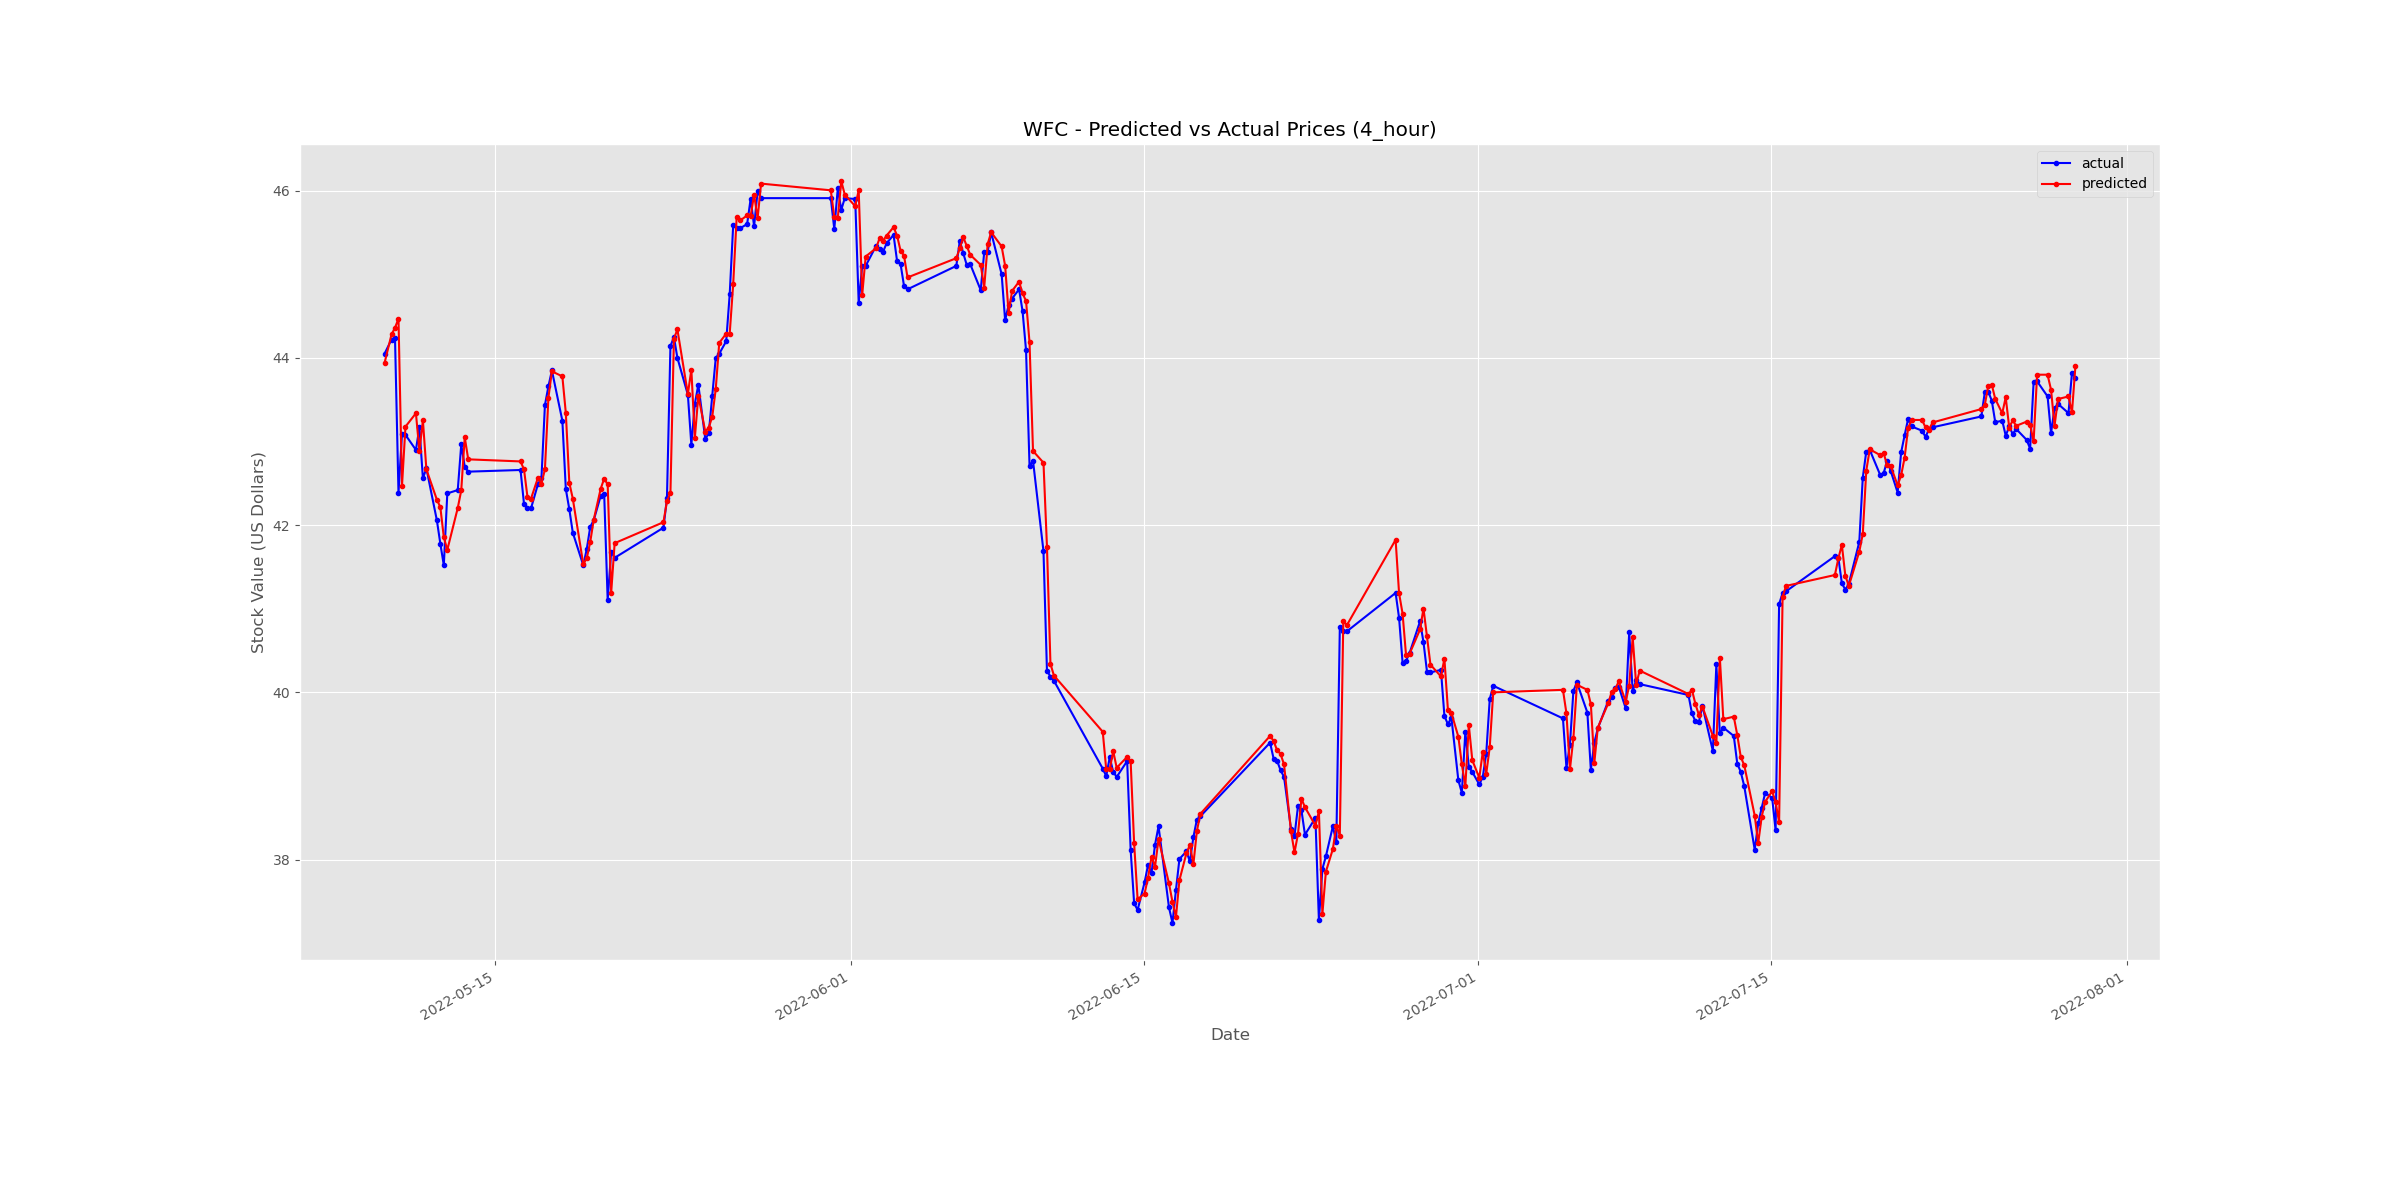 WFC - Predicted vs Actual Prices (4_hour)
actual
predicted
46
44
42
40
38
Stock Value (US Dollars)
2022-05-15
2022-06-01
2022-06-15
2022-07-01
2022-07-15
2022-08-01
Date